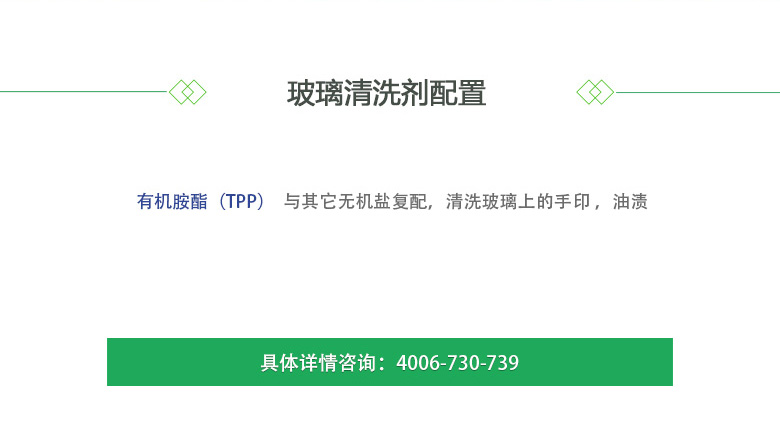 玻璃清洗剂配置
有机胺酯（TPP） 与其它无机盐复配，清洗玻璃上的手印，油渍
具体详情咨询：4006-730-739